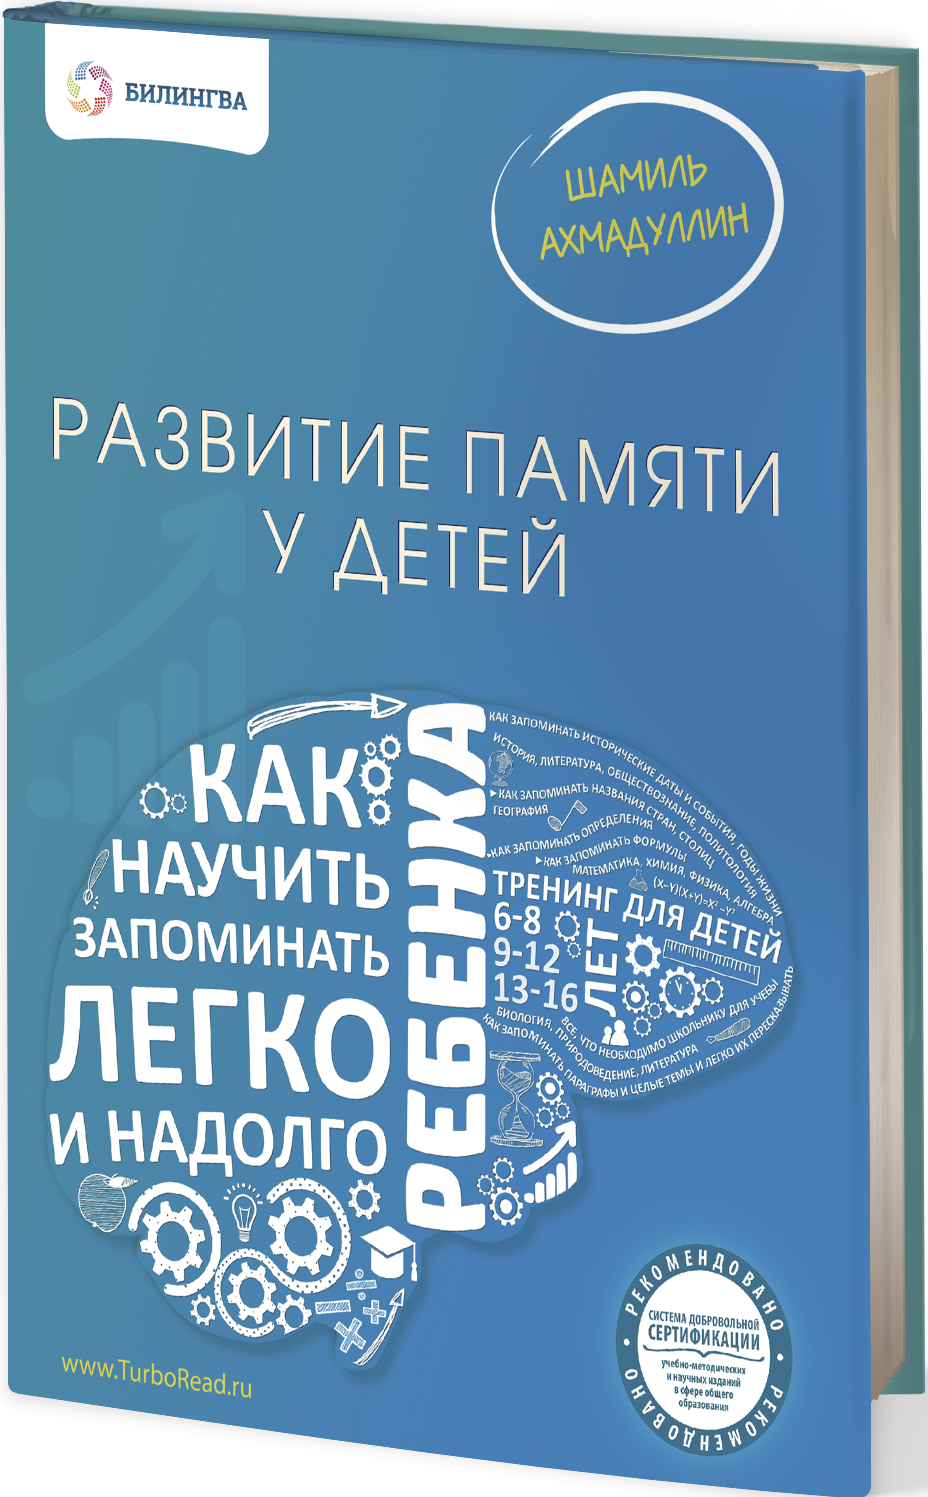 БИЛИНГВА
ШАМИЛЬ
АХМАДУЛЛИН
РАЗВИТИЕ ПАМЯТИ
У ДЕТЕЙ
КАК
НАУЧИТЬ
ЗАПОМИНАТЬ
ЛЕГКО
И НАДОЛГО
РЕБЕНКА
КАК ЗАПОМИНАТЬ ИСТОРИЧЕСКИЕ ДАТЫ И СОБЫТИЯ, ГОДЫ ЖИЗНИ
ИСТОРИЯ, ЛИТЕРАТУРА, ОБЩЕСТВОЗНАНИЕ, ПОЛИТОЛОГИЯ
КАК ЗАПОМИНАТЬ НАЗВАНИЯ СТРАН, СТОЛИЦ
ГЕОГРАФИЯ
КАК ЗАПОМИНАТЬ ОПРЕДЕЛЕНИЯ
КАК ЗАПОМИНАТЬ ФОРМУЛЫ
МАТЕМАТИКА, ХИМИЯ, ФИЗИКА, АЛГЕБРА
(X-Y)(X+Y)=X²-Y²
ТРЕНИНГ ДЛЯ ДЕТЕЙ
6-8
9-12
13-16
ЛЕТ
ВСЕ, ЧТО НЕОБХОДИМО ШКОЛЬНИКУ ДЛЯ УЧЕБЫ
БИОЛОГИЯ, ПРИРОДОВЕДЕНИЕ, ЛИТЕРАТУРА
КАК ЗАПОМИНАТЬ ПАРАГРАФЫ И ЦЕЛЫЕ ТЕМЫ И ЛЕГКО ИХ ПЕРЕСКАЗЫВАТЬ
www.TurboRead.ru
РЕКОМЕНДОВАНО
СИСТЕМА ДОБРОВОЛЬНОЙ
СЕРТИФИКАЦИИ
учебно-методических
и научных изданий
в сфере общего
образования
РЕКОМЕНДОВАНО